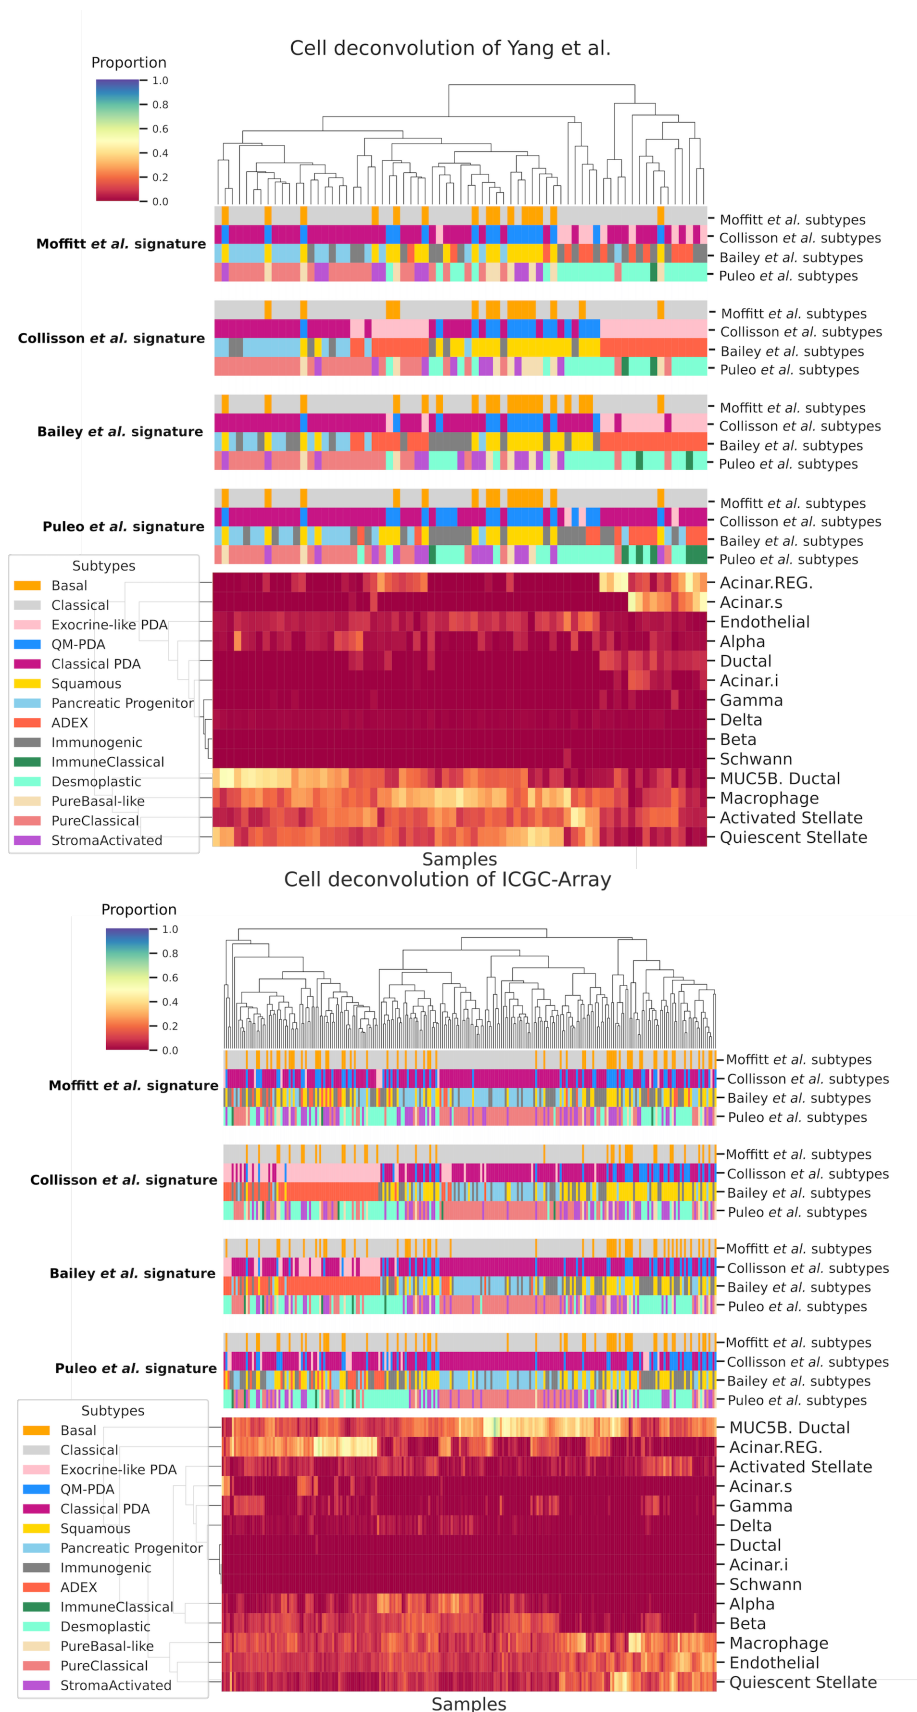 Cell deconvolution of Yang et al.
Proportion
1.0
0.8
0.6
0.4
0.2
0.0
Moffitt et al. signature
Moffitt et al. subtypes
Collisson et al. subtypes
Bailey et al. subtypes
Puleo et al. subtypes
Collisson et al. signature
Moffitt et al. subtypes
Collisson et al. subtypes
Bailey et al. subtypes
Puleo et al. subtypes
Bailey et al. signature
Moffitt et al. subtypes
Collisson et al. subtypes
Bailey et al. subtypes
Puleo et al. subtypes
Puleo et al. signature
Moffitt et al. subtypes
Collisson et al. subtypes
Bailey et al. subtypes
Puleo et al. subtypes
Subtypes
Basal
Classical
Exocrine-like PDA
QM-PDA
Classical PDA
Squamous
Pancreatic Progenitor
ADEX
Immunogenic
ImmuneClassical
Desmoplastic
PureBasal-like
PureClassical
StromaActivated
Acinar.REG.
Acinar.s
Endothelial
Alpha
Ductal
Acinar.i
Gamma
Delta
Beta
Schwann
MUC5B. Ductal
Macrophage
Activated Stellate
Quiescent Stellate
Samples
Cell deconvolution of ICGC-Array
Proportion
1.0
0.8
0.6
0.4
0.2
0.0
Moffitt et al. signature
Moffitt et al. subtypes
Collisson et al. subtypes
Bailey et al. subtypes
Puleo et al. subtypes
Collisson et al. signature
Moffitt et al. subtypes
Collisson et al. subtypes
Bailey et al. subtypes
Puleo et al. subtypes
Bailey et al. signature
Moffitt et al. subtypes
Collisson et al. subtypes
Bailey et al. subtypes
Puleo et al. subtypes
Puleo et al. signature
Moffitt et al. subtypes
Collisson et al. subtypes
Bailey et al. subtypes
Puleo et al. subtypes
Subtypes
Basal
Classical
Exocrine-like PDA
QM-PDA
Classical PDA
Squamous
Pancreatic Progenitor
Immunogenic
ADEX
ImmuneClassical
Desmoplastic
PureBasal-like
PureClassical
StromaActivated
MUC5B. Ductal
Acinar.REG.
Activated Stellate
Acinar.s
Gamma
Delta
Ductal
Acinar.i
Schwann
Alpha
Beta
Macrophage
Endothelial
Quiescent Stellate
Samples